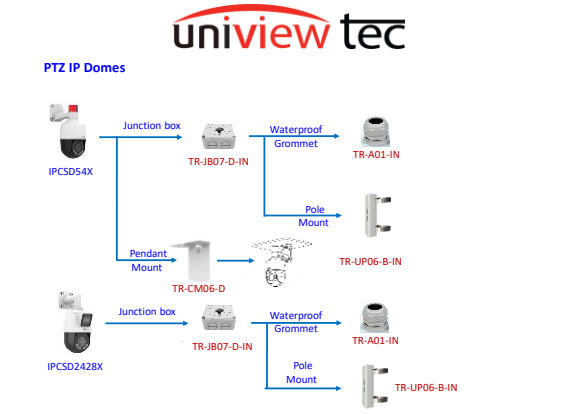 uniview tec
PTZ IP Domes
Junction box
Waterproof
Grommet
TR-JB07-D-IN
TR-A01-IN
IPCSD54X
Pole
Mount
Pendant
Mount
TR-UP06-B-IN
TR-CM06-D
Junction box
Waterproof
Grommet
TR-JB07-D-IN
TR-A01-IN
IPCSD2428X
Pole
Mount
TR-UP06-B-IN